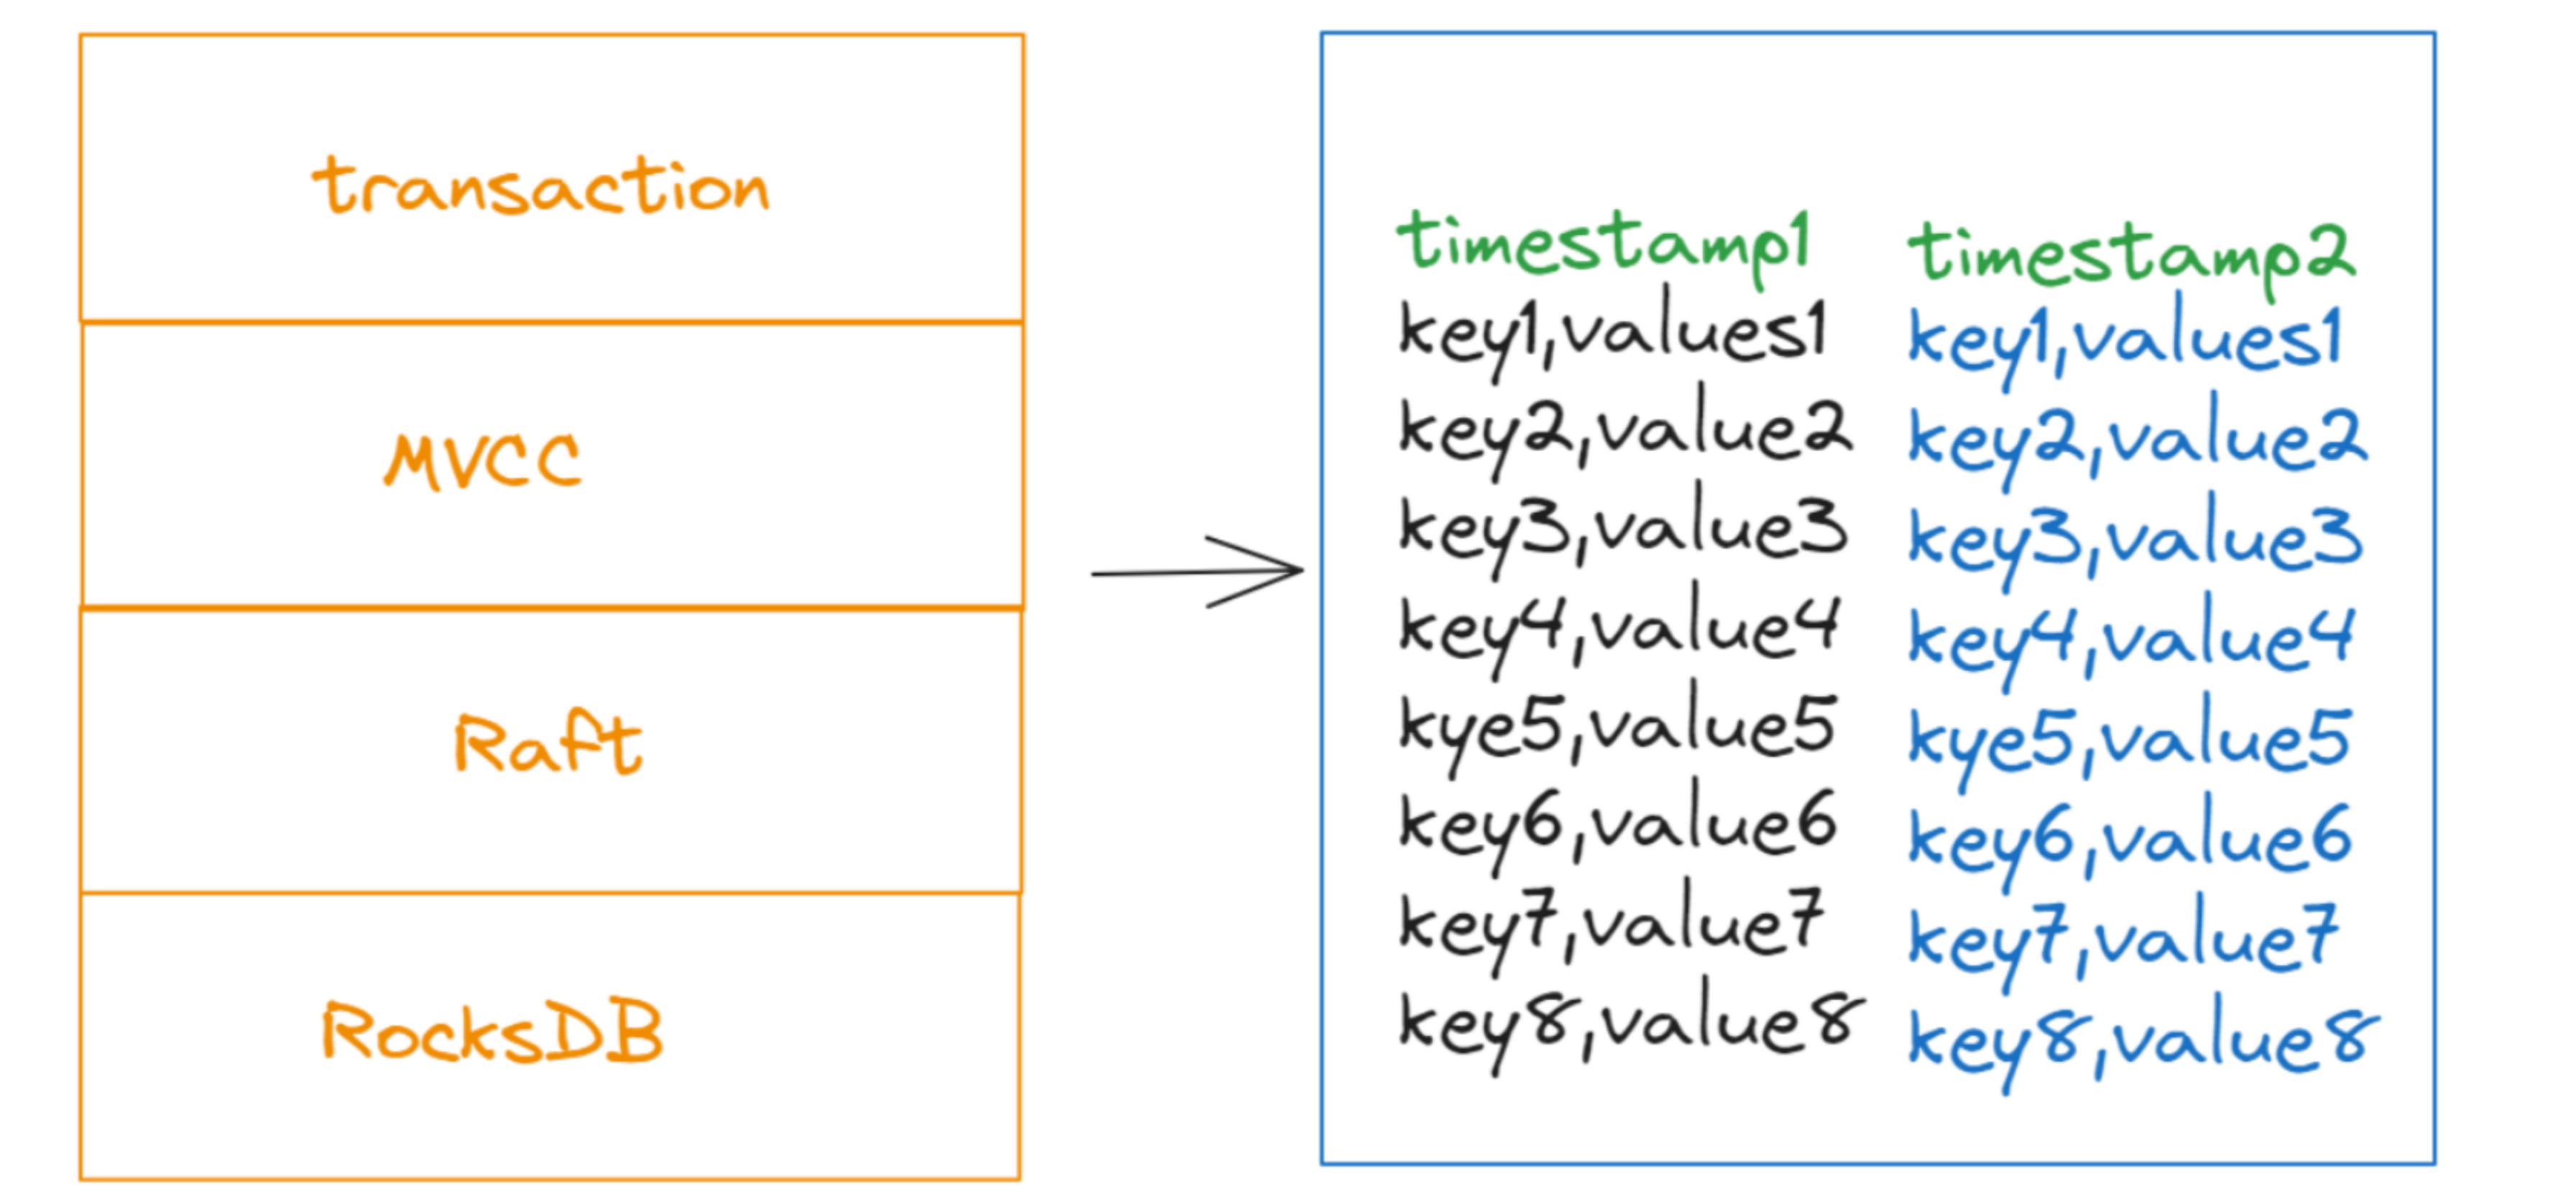 transaction
MVCC
Raft
RocksDB
timestamp1
key1,values1
key2,value2
key3,value3
key4,value4
kye5,value5
key6,value6
key7,value7
key8,value8
timestamp2
key1,values1
key2,value2
key3,value3
key4,value4
kye5,value5
key6,value6
key7,value7
key8,value8